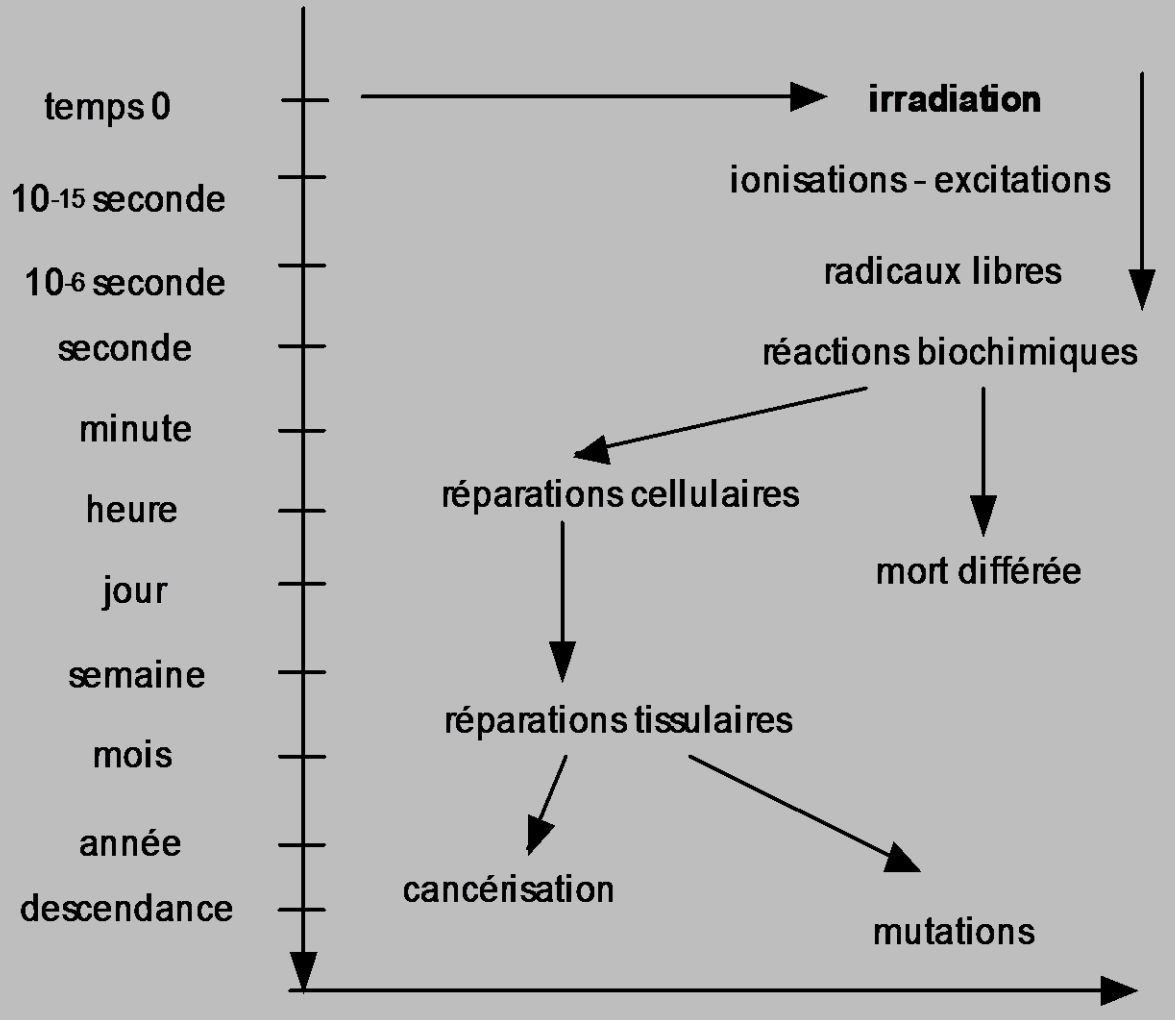 temps 0
irradiation
10-15 seconde
ionisations - excitations
10-6 seconde
radicaux libres
seconde
réactions biochimiques
minute
heure
réparations cellulaires
jour
mort différée
semaine
réparations tissulaires
mois
année
cancérisation
descendance
mutations